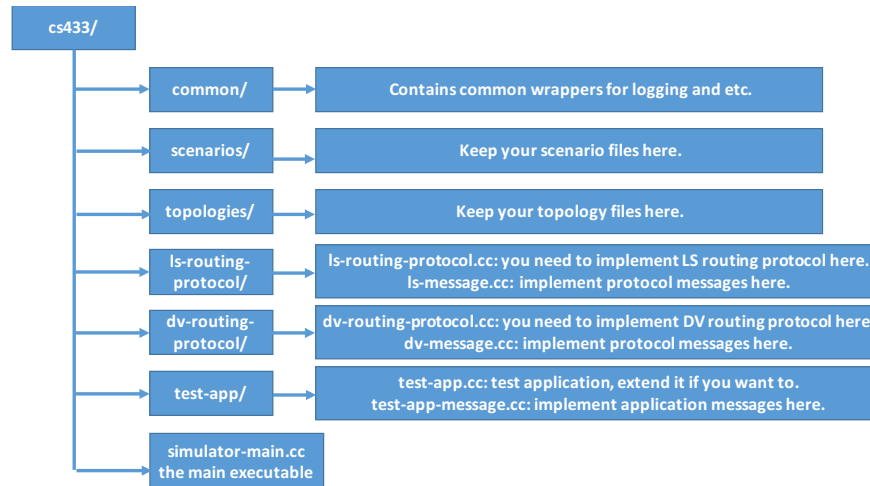 cs433/
common/
Contains common wrappers for logging and etc.
scenarios/
Keep your scenario files here.
topologies/
Keep your topology files here.
ls-routing-
protocol/
ls-routing-protocol.cc: you need to implement LS routing protocol here.
ls-message.cc: implement protocol messages here.
dv-routing-
protocol/
dv-routing-protocol.cc: you need to implement DV routing protocol here
dv-message.cc: implement protocol messages here.
test-app/
test-app.cc: test application, extend it if you want to.
test-app-message.cc: implement application messages here.
simulator-main.cc
the main executable